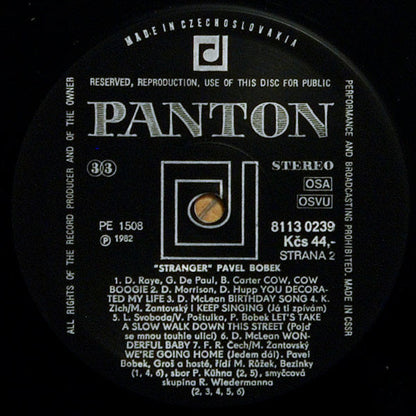 MADE IN CZECHOSLOVAKIA
RESERVED, REPRODUCTION, USE OF THIS DISC FOR PUBLIC
PERFORMANCE AND BROADCASTING PROHIBITED. MADE IN ČSSR
ALL RIGHTS OF THE RECORD PRODUCER AND OF THE OWNER
PANTON
33
STEREO
OSA
OSVU
PE 1508
℗ 1982
8113 0239
Kčs 44,-
STRANA 2
"STRANGER" PAVEL BOBEK
1. D. Raye, G. De Paul, B. Carter COW, COW
BOOGIE 2. D. Morrison, D. Hupp YOU DECORA-
TED MY LIFE 3. D. McLean BIRTHDAY SONG 4. K.
Zich/M. Žantovský I KEEP SINGING (Já ti zpívám)
5. L. Svoboda/V. Poštulka, P. Bobek LET'S TAKE
A SLOW WALK DOWN THIS STREET (Pojď
se mnou touhle ulicí) 6. D. McLean WON-
DERFUL BABY 7. F. R. Čech/M. Žantovský
WE'RE GOING HOME (Jedem dál). Pavel
Bobek, Groš a hosté, řídí M. Růžek, Bezinky
(1, 4, 6), sbor P. Kühna (2, 5), smyčcová
skupina R. Wiedermanna
(2, 3, 4, 5, 6)